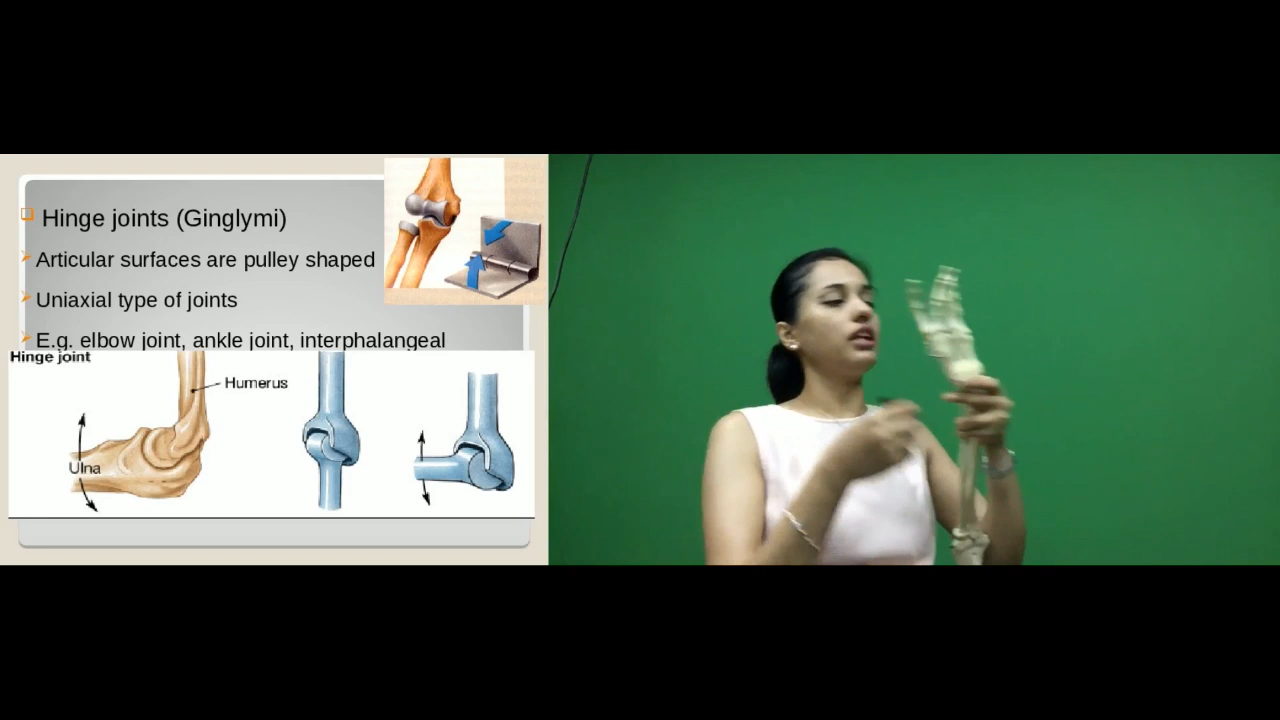 Hinge joints (Ginglymi)
Articular surfaces are pulley shaped
Uniaxial type of joints
E.g. elbow joint, ankle joint, interphalangeal
Hinge joint
Humerus
Ulna